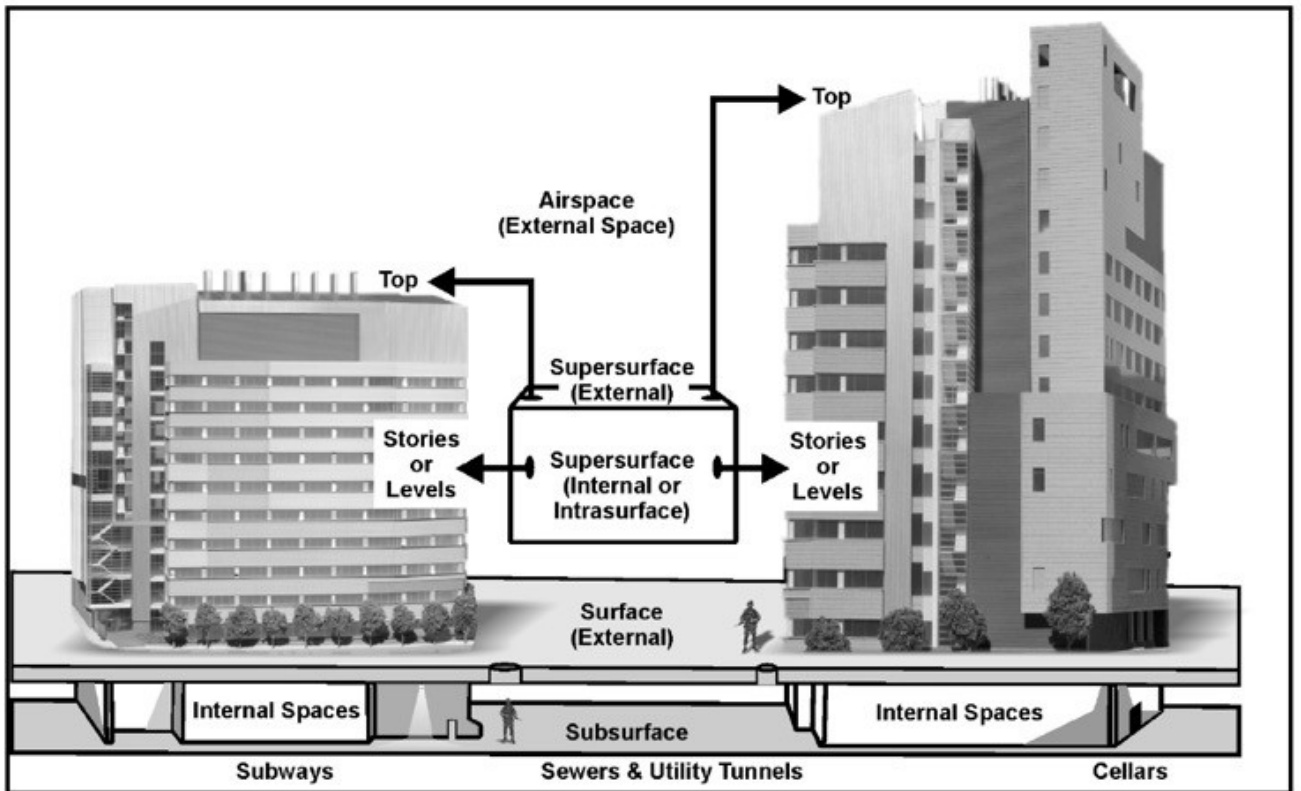 Top
Airspace
(External Space)
Top
Supersurface
(External)
Stories
or
Levels
Supersurface
(Internal or
Intrasurface)
Stories
or
Levels
Surface
(External)
Internal Spaces
Internal Spaces
Subsurface
Subways
Sewers & Utility Tunnels
Cellars